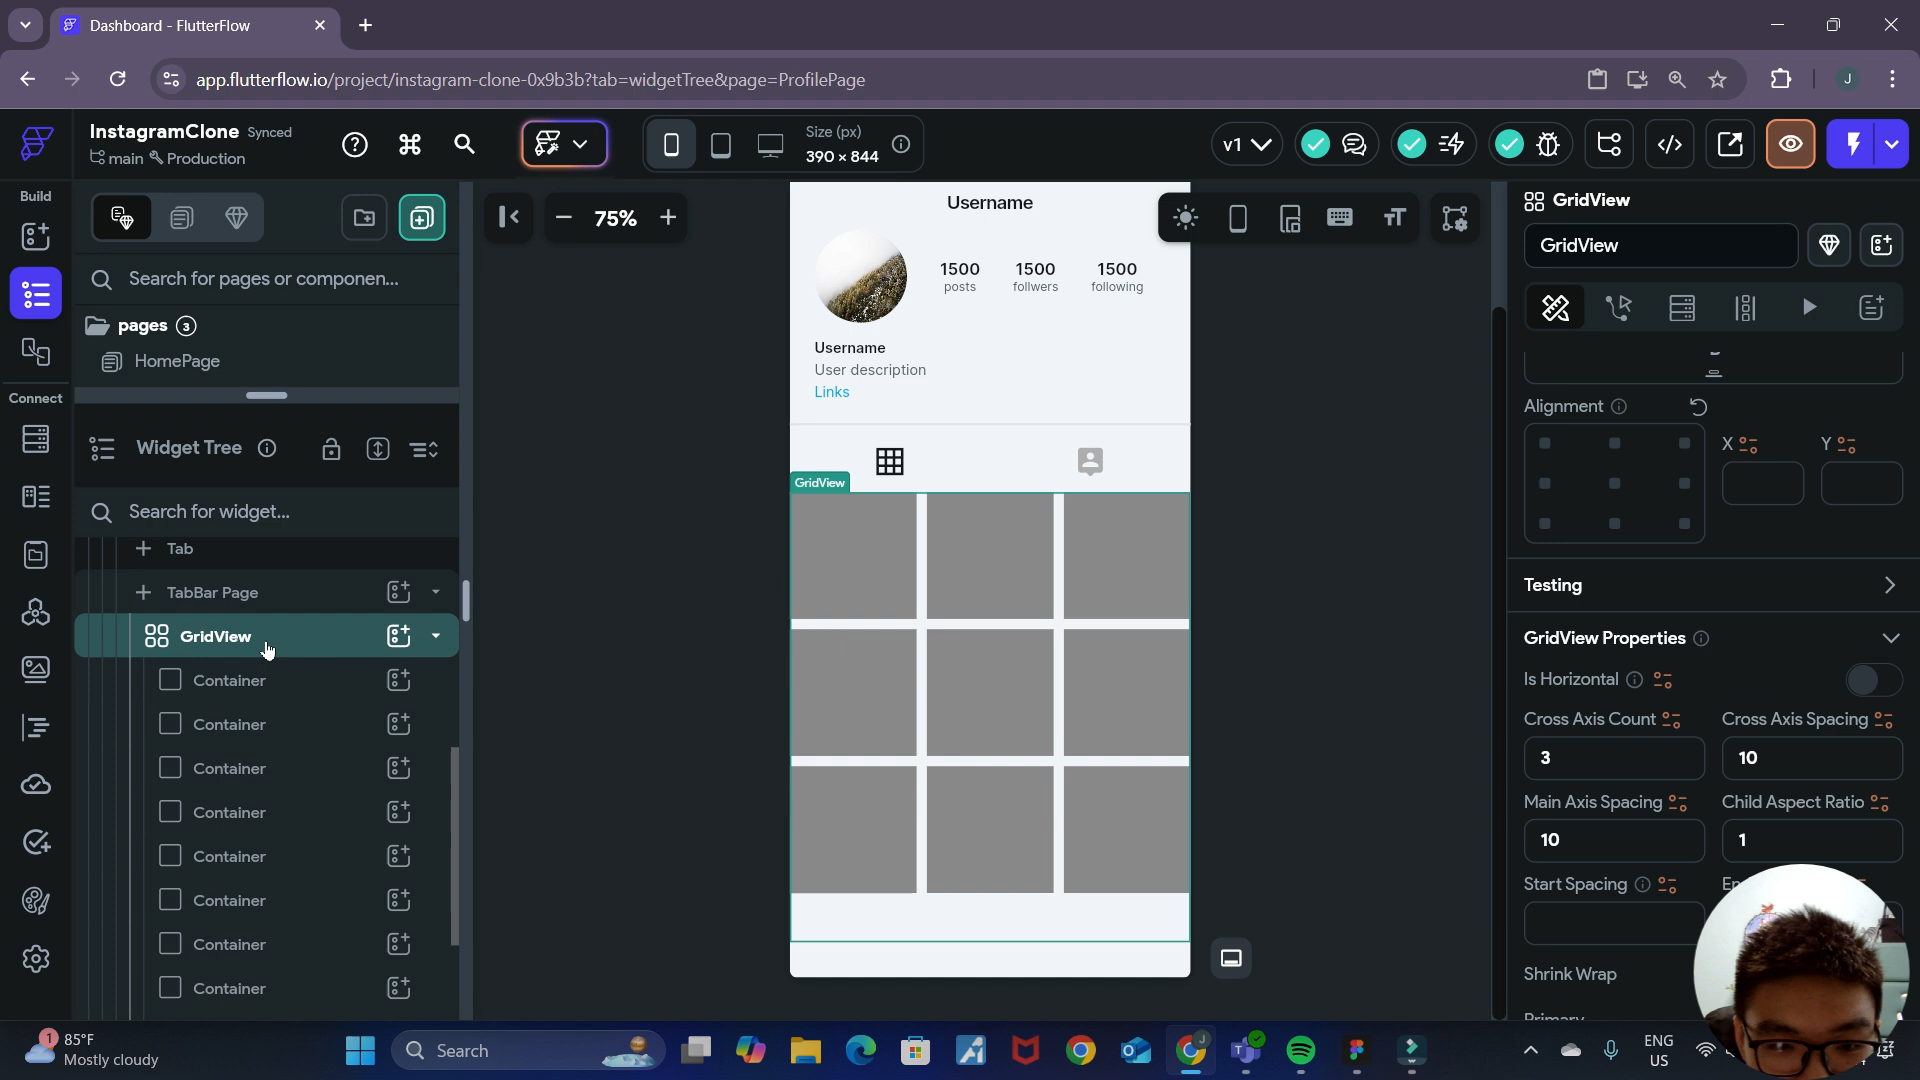 Dashboard - FlutterFlow
app.flutterflow.io/project/instagram-clone-0x9b3b?tab=widgetTree&page=ProfilePage
J
InstagramClone Synced
main Production
Size (px)
390 × 844
v1
Build
Connect
75%
Search for pages or componen...
pages 3
HomePage
Widget Tree
Search for widget...
Tab
TabBar Page
GridView
Container
Container
Container
Container
Container
Container
Container
Container
Username
1500
posts
1500
follwers
1500
following
Username
User description
Links
GridView
GridView
GridView
Alignment
X
Y
Testing
GridView Properties
Is Horizontal
Cross Axis Count
Cross Axis Spacing
3
10
Main Axis Spacing
Child Aspect Ratio
10
1
Start Spacing
Shrink Wrap
1
85°F
Mostly cloudy
Search
J
ENG
US